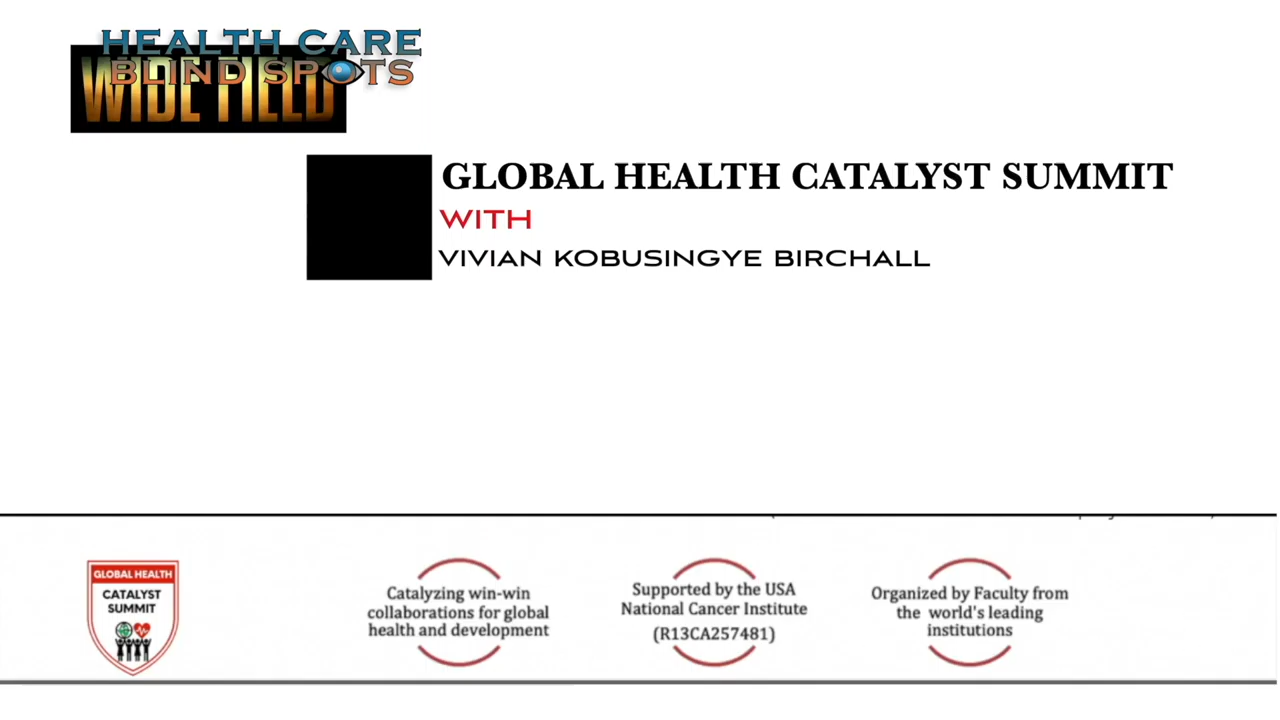 HEALTH CARE
BLIND SPOTS
WIDE FIELD
GLOBAL HEALTH CATALYST SUMMIT
WITH
VIVIAN KOBUSINGYE BIRCHALL
GLOBAL HEALTH
CATALYST
SUMMIT
Catalyzing win-win
collaborations for global
health and development
Supported by the USA
National Cancer Institute
(R13CA257481)
Organized by Faculty from
the world's leading
institutions